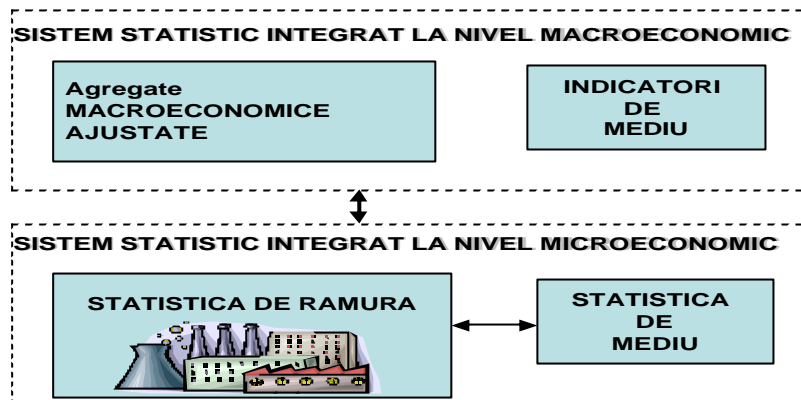 SISTEM STATISTIC INTEGRAT LA NIVEL MACROECONOMIC
Agregate
MACROECONOMICE
AJUSTATE
INDICATORI
DE
MEDIU
SISTEM STATISTIC INTEGRAT LA NIVEL MICROECONOMIC
STATISTICA DE RAMURA
STATISTICA
DE
MEDIU